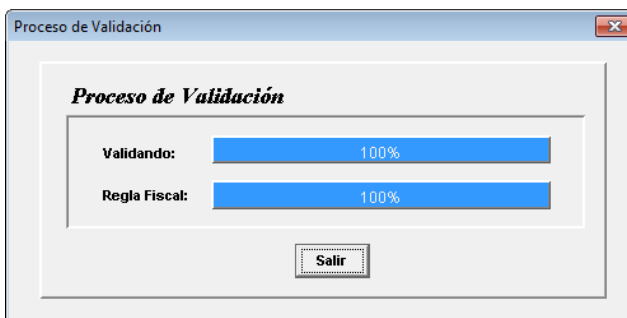 Proceso de Validación
Proceso de Validación
Validando: 100%
Regla Fiscal: 100%
Salir